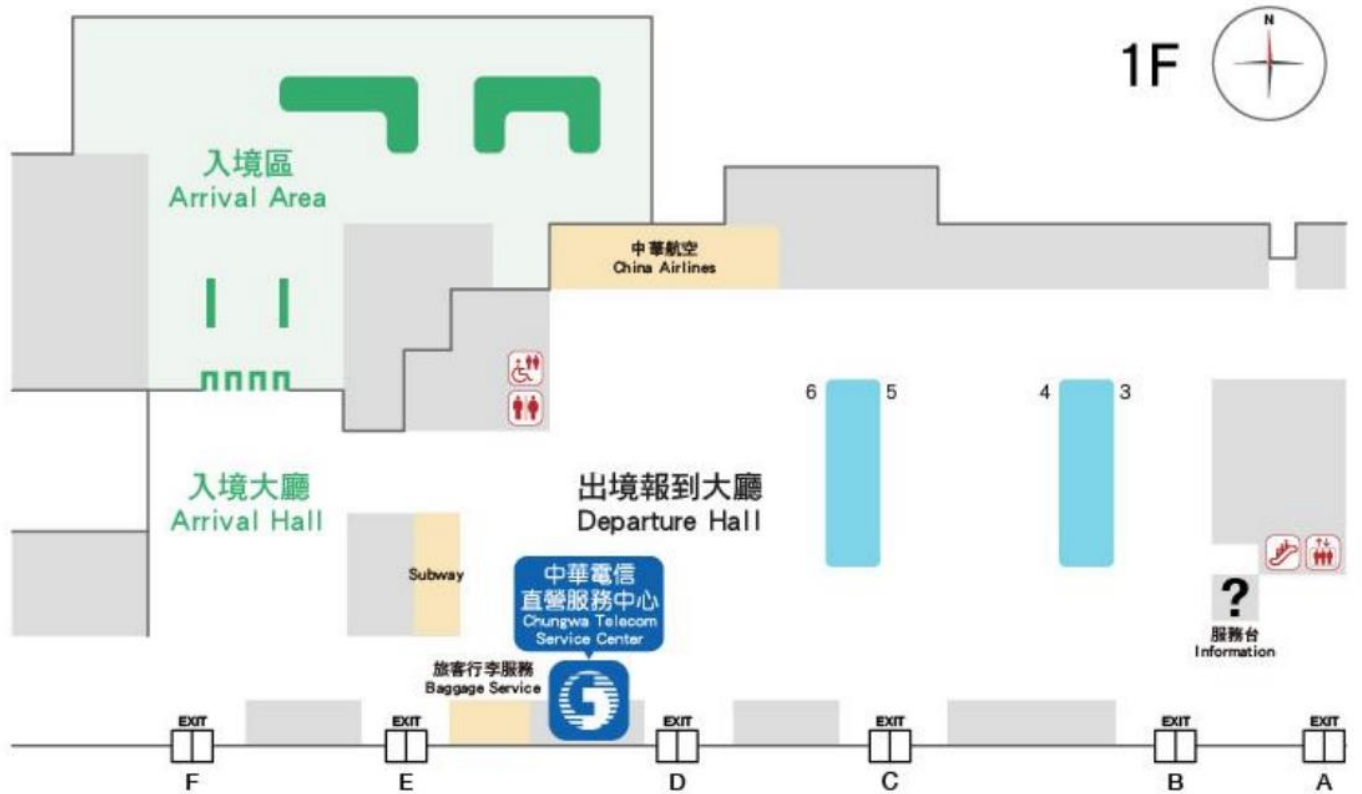 N
1F
入境區
Arrival Area
中華航空
China Airlines
6
5
4
3
入境大廳
Arrival Hall
出境報到大廳
Departure Hall
Subway
中華電信
直營服務中心
Chungwa Telecom
Service Center
?
服務台
Information
旅客行李服務
Baggage Service
EXIT
EXIT
EXIT
EXIT
EXIT
EXIT
F
E
D
C
B
A